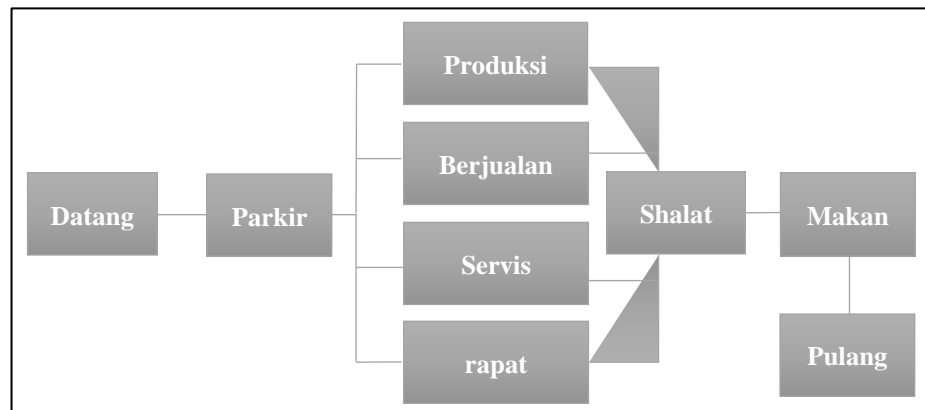 Datang
Parkir
Produksi
Berjualan
Servis
rapat
Shalat
Makan
Pulang